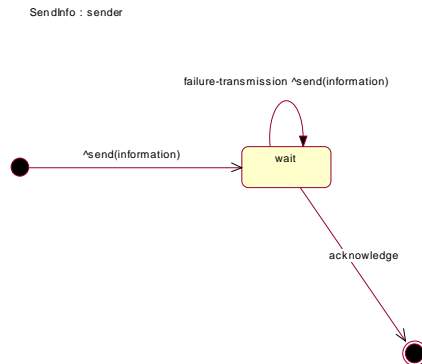 SendInfo : sender
failure-transmission ^send(information)
^send(information)
wait
acknowledge